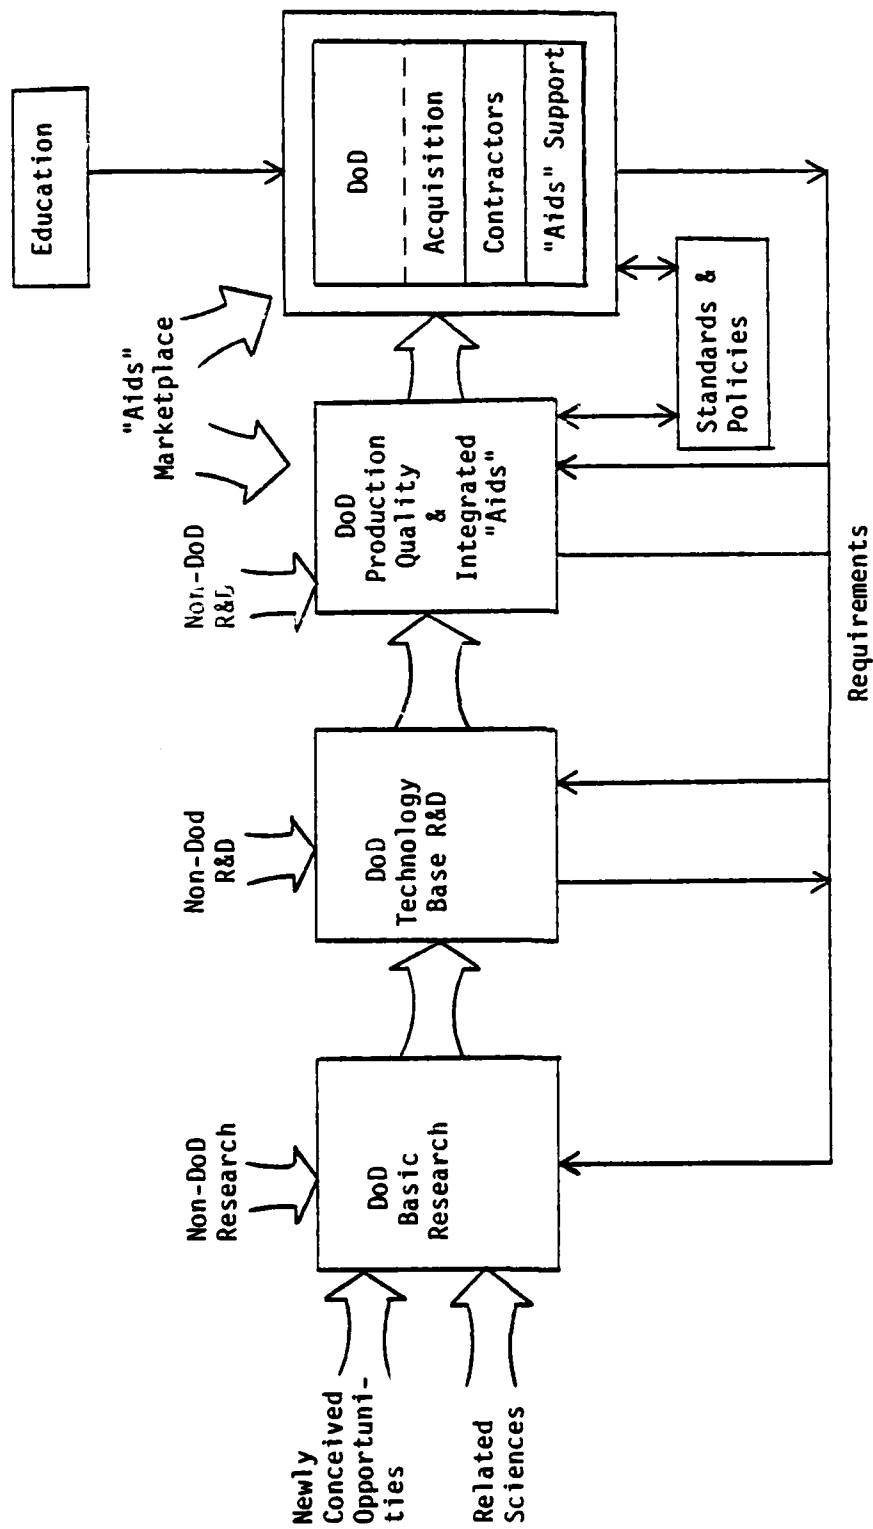 Newly
Conceived
Opportuni-
ties
Related
Sciences
Non-DoD
Research
DoD
Basic
Research
Non-Dod
R&D
DoD
Technology
Base R&D
Non-DoD
R&D
DoD
Production
Quality
&
Integrated
"Aids"
"Aids"
Marketplace
Education
DoD
Acquisition
Contractors
"Aids" Support
Standards &
Policies
Requirements